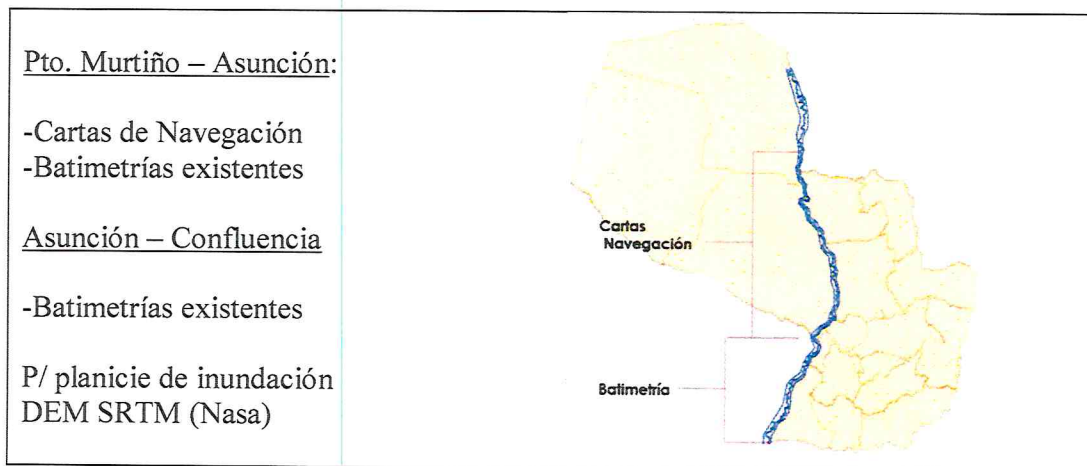 Pto. Murtiño – Asunción:
-Cartas de Navegación
-Batimetrías existentes
Asunción – Confluencia
-Batimetrías existentes
P/ planicie de inundación
DEM SRTM (Nasa)
Cartas
Navegación
Batimetría